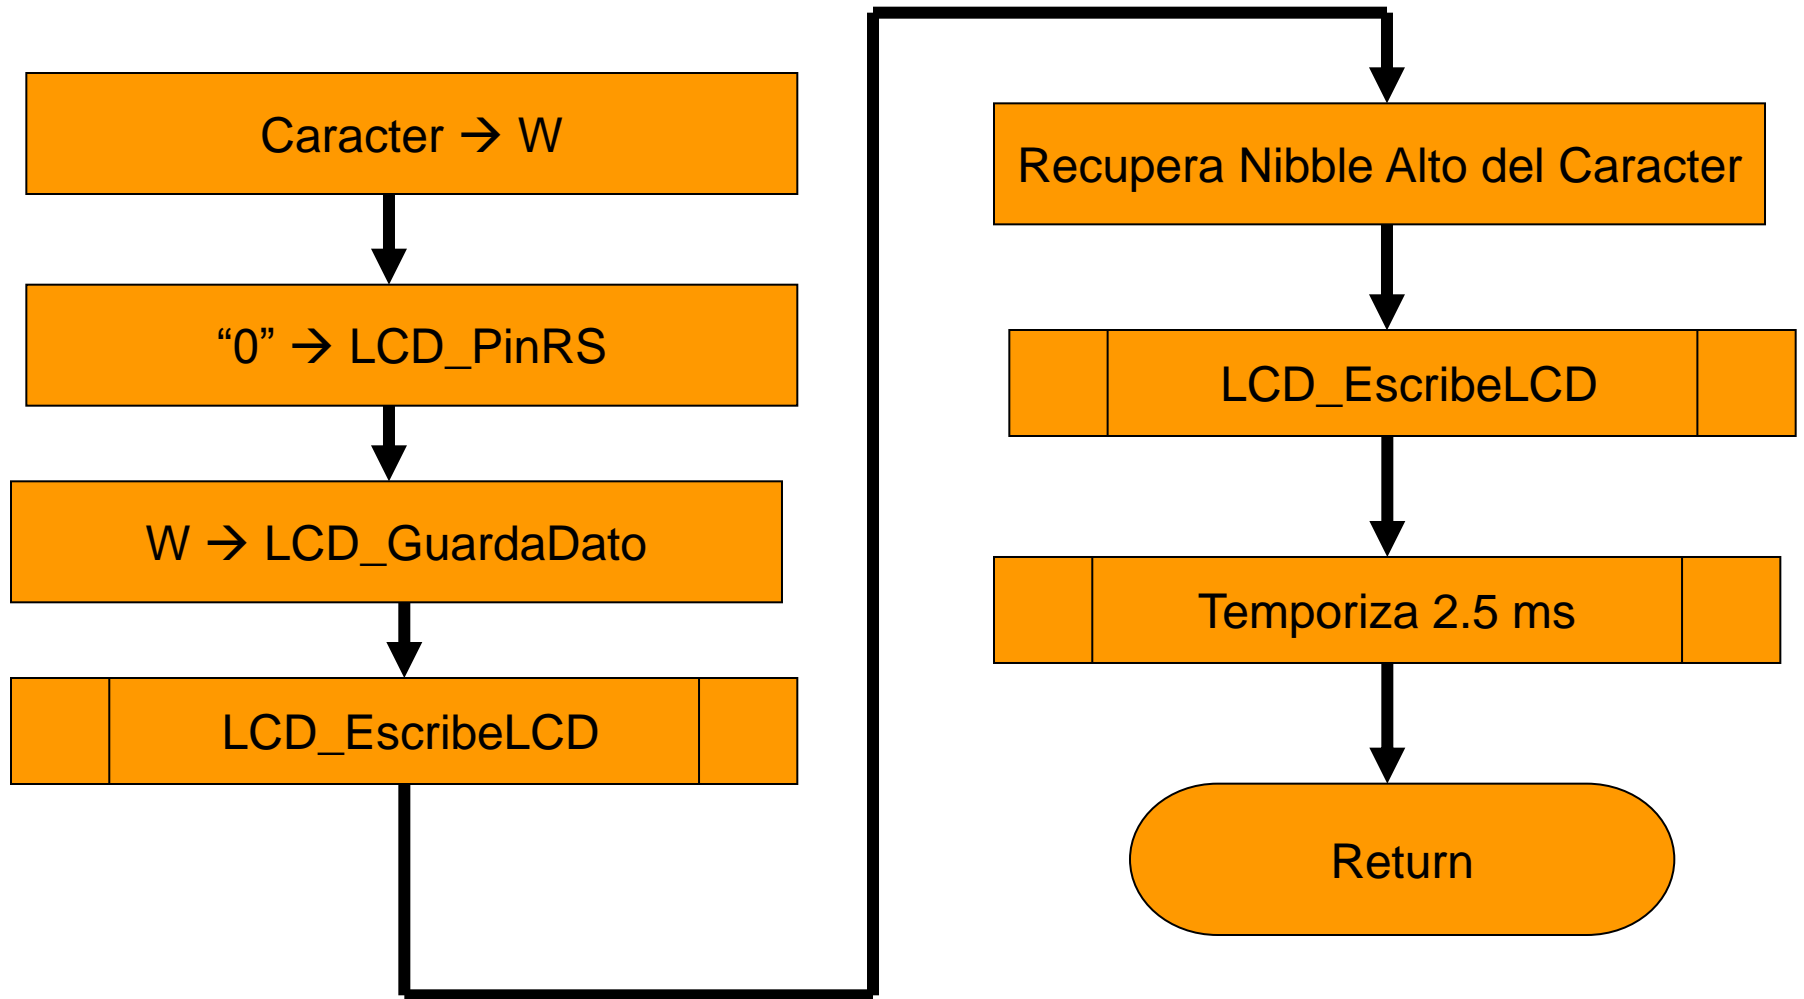 Caracter → W
“0” → LCD_PinRS
W → LCD_GuardaDato
LCD_EscribeLCD
Recupera Nibble Alto del Caracter
LCD_EscribeLCD
Temporiza 2.5 ms
Return